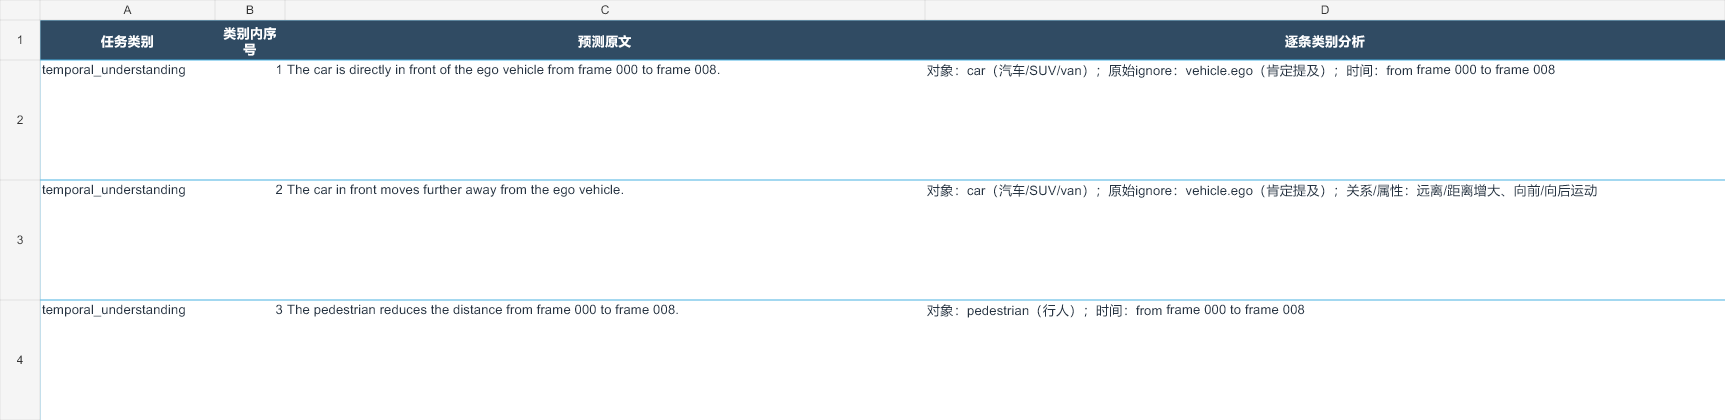 A B C D
1 任务类别 类别内序号 预测原文 逐条类别分析
2 temporal_understanding 1 The car is directly in front of the ego vehicle from frame 000 to frame 008. 对象：car（汽车/SUV/van）；原始ignore：vehicle.ego（肯定提及）；时间：from frame 000 to frame 008
3 temporal_understanding 2 The car in front moves further away from the ego vehicle. 对象：car（汽车/SUV/van）；原始ignore：vehicle.ego（肯定提及）；关系/属性：远离/距离增大、向前/向后运动
4 temporal_understanding 3 The pedestrian reduces the distance from frame 000 to frame 008. 对象：pedestrian（行人）；时间：from frame 000 to frame 008